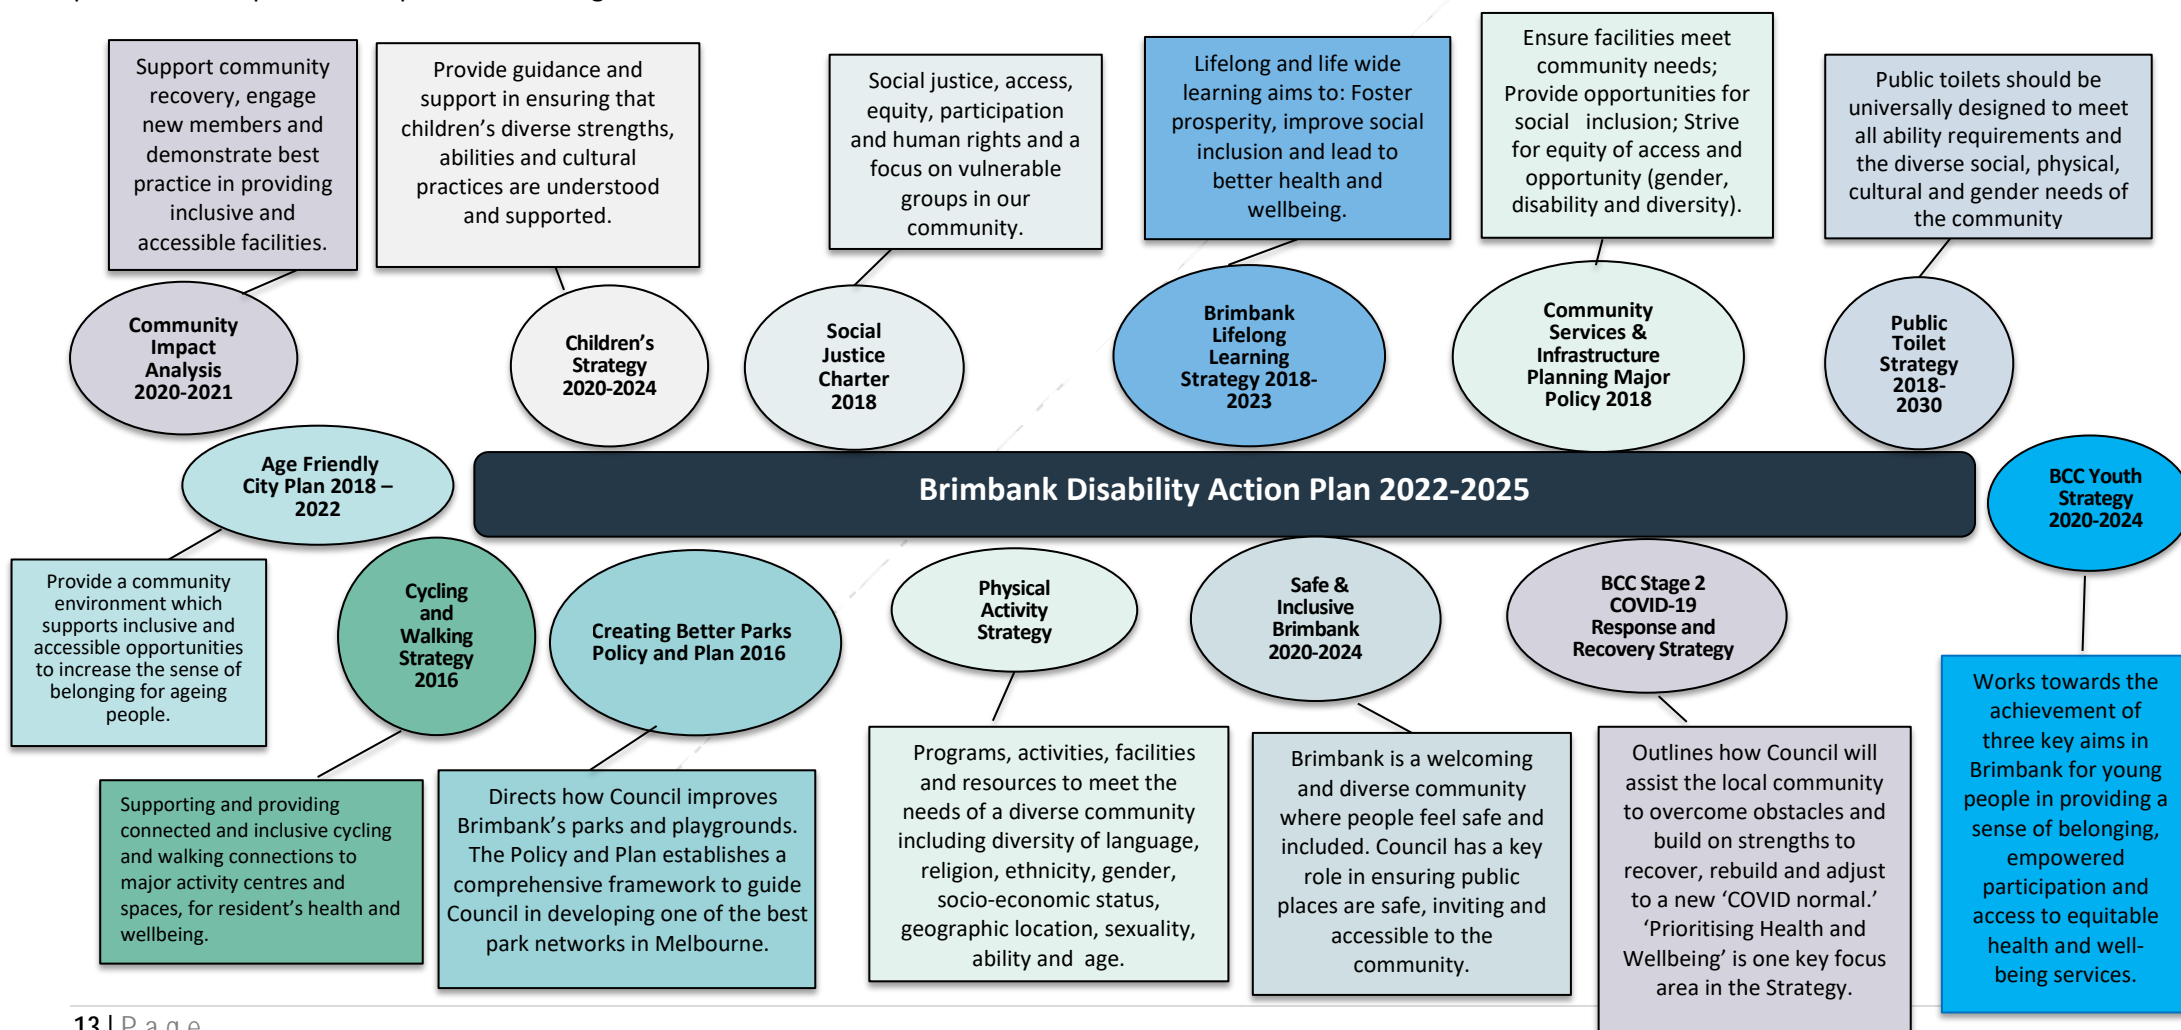 Support community
recovery, engage
new members and
demonstrate best
practice in providing
inclusive and
accessible facilities.
Provide guidance and
support in ensuring that
children’s diverse strengths,
abilities and cultural
practices are understood
and supported.
Social justice, access,
equity, participation
and human rights and a
focus on vulnerable
groups in our
community.
Lifelong and life wide
learning aims to: Foster
prosperity, improve social
inclusion and lead to
better health and
wellbeing.
Ensure facilities meet
community needs;
Provide opportunities for
social inclusion; Strive
for equity of access and
opportunity (gender,
disability and diversity).
Public toilets should be
universally designed to meet
all ability requirements and
the diverse social, physical,
cultural and gender needs of
the community
Community
Impact
Analysis
2020-2021
Children’s
Strategy
2020-2024
Social
Justice
Charter
2018
Brimbank
Lifelong
Learning
Strategy 2018-
2023
Community
Services &
Infrastructure
Planning Major
Policy 2018
Public
Toilet
Strategy
2018-
2030
Age Friendly
City Plan 2018 –
2022
Brimbank Disability Action Plan 2022-2025
BCC Youth
Strategy
2020-2024
Cycling
and
Walking
Strategy
2016
Creating Better Parks
Policy and Plan 2016
Physical
Activity
Strategy
Safe &
Inclusive
Brimbank
2020-2024
BCC Stage 2
COVID-19
Response and
Recovery Strategy
Provide a community
environment which
supports inclusive and
accessible opportunities
to increase the sense of
belonging for ageing
people.
Supporting and providing
connected and inclusive cycling
and walking connections to
major activity centres and
spaces, for resident’s health and
wellbeing.
Directs how Council improves
Brimbank’s parks and playgrounds.
The Policy and Plan establishes a
comprehensive framework to guide
Council in developing one of the best
park networks in Melbourne.
Programs, activities, facilities
and resources to meet the
needs of a diverse community
including diversity of language,
religion, ethnicity, gender,
socio-economic status,
geographic location, sexuality,
ability and age.
Brimbank is a welcoming
and diverse community
where people feel safe and
included. Council has a key
role in ensuring public
places are safe, inviting and
accessible to the
community.
Outlines how Council will
assist the local community
to overcome obstacles and
build on strengths to
recover, rebuild and adjust
to a new ‘COVID normal.’
‘Prioritising Health and
Wellbeing’ is one key focus
area in the Strategy.
Works towards the
achievement of
three key aims in
Brimbank for young
people in providing a
sense of belonging,
empowered
participation and
access to equitable
health and well-
being services.
13 | Page